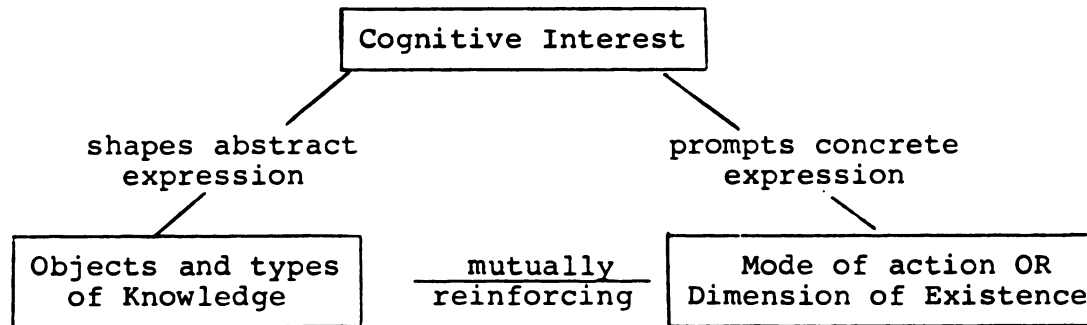 Cognitive Interest
shapes abstract
expression
prompts concrete
expression
Objects and types
of Knowledge
mutually
reinforcing
Mode of action OR
Dimension of Existence